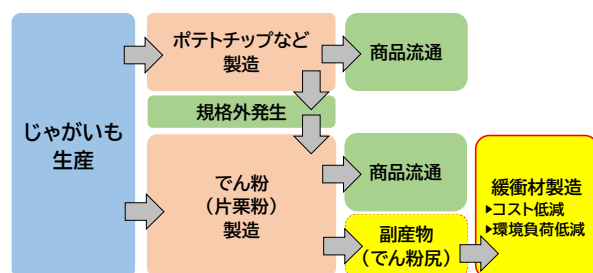 じゃがいも
生産
ポテトチップなど
製造
商品流通
規格外発生
でん粉
（片栗粉）
製造
商品流通
副産物
（でん粉尻）
緩衝材製造
▶コスト低減
▶環境負荷低減